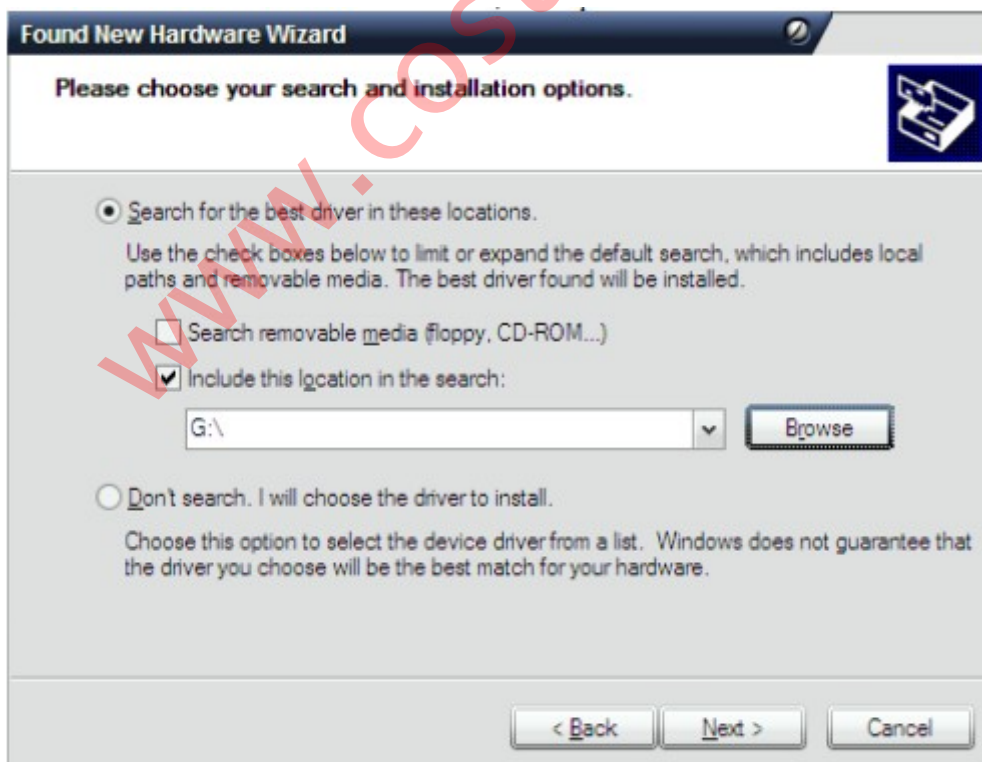 Found New Hardware Wizard
Please choose your search and installation options.
Search for the best driver in these locations.
Use the check boxes below to limit or expand the default search, which includes local
paths and removable media. The best driver found will be installed.
Search removable media (floppy, CD-ROM...)
Include this location in the search:
G:\
Browse
Don't search. I will choose the driver to install.
Choose this option to select the device driver from a list. Windows does not guarantee that
the driver you choose will be the best match for your hardware.
< Back Next > Cancel
www.cos